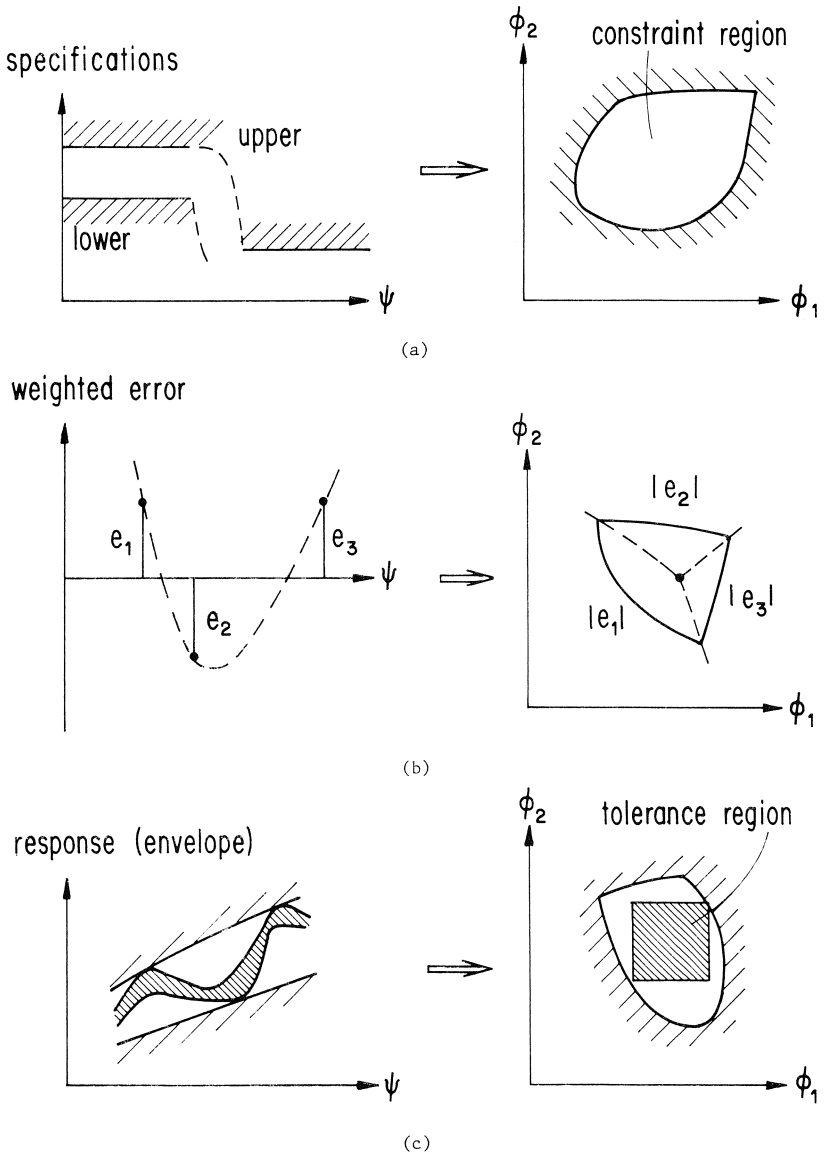 specifications
upper
lower
ψ
ϕ2
constraint region
ϕ1
(a)
weighted error
e1
e2
e3
ψ
ϕ2
|e2|
|e1|
|e3|
ϕ1
(b)
response (envelope)
ψ
ϕ2
tolerance region
ϕ1
(c)